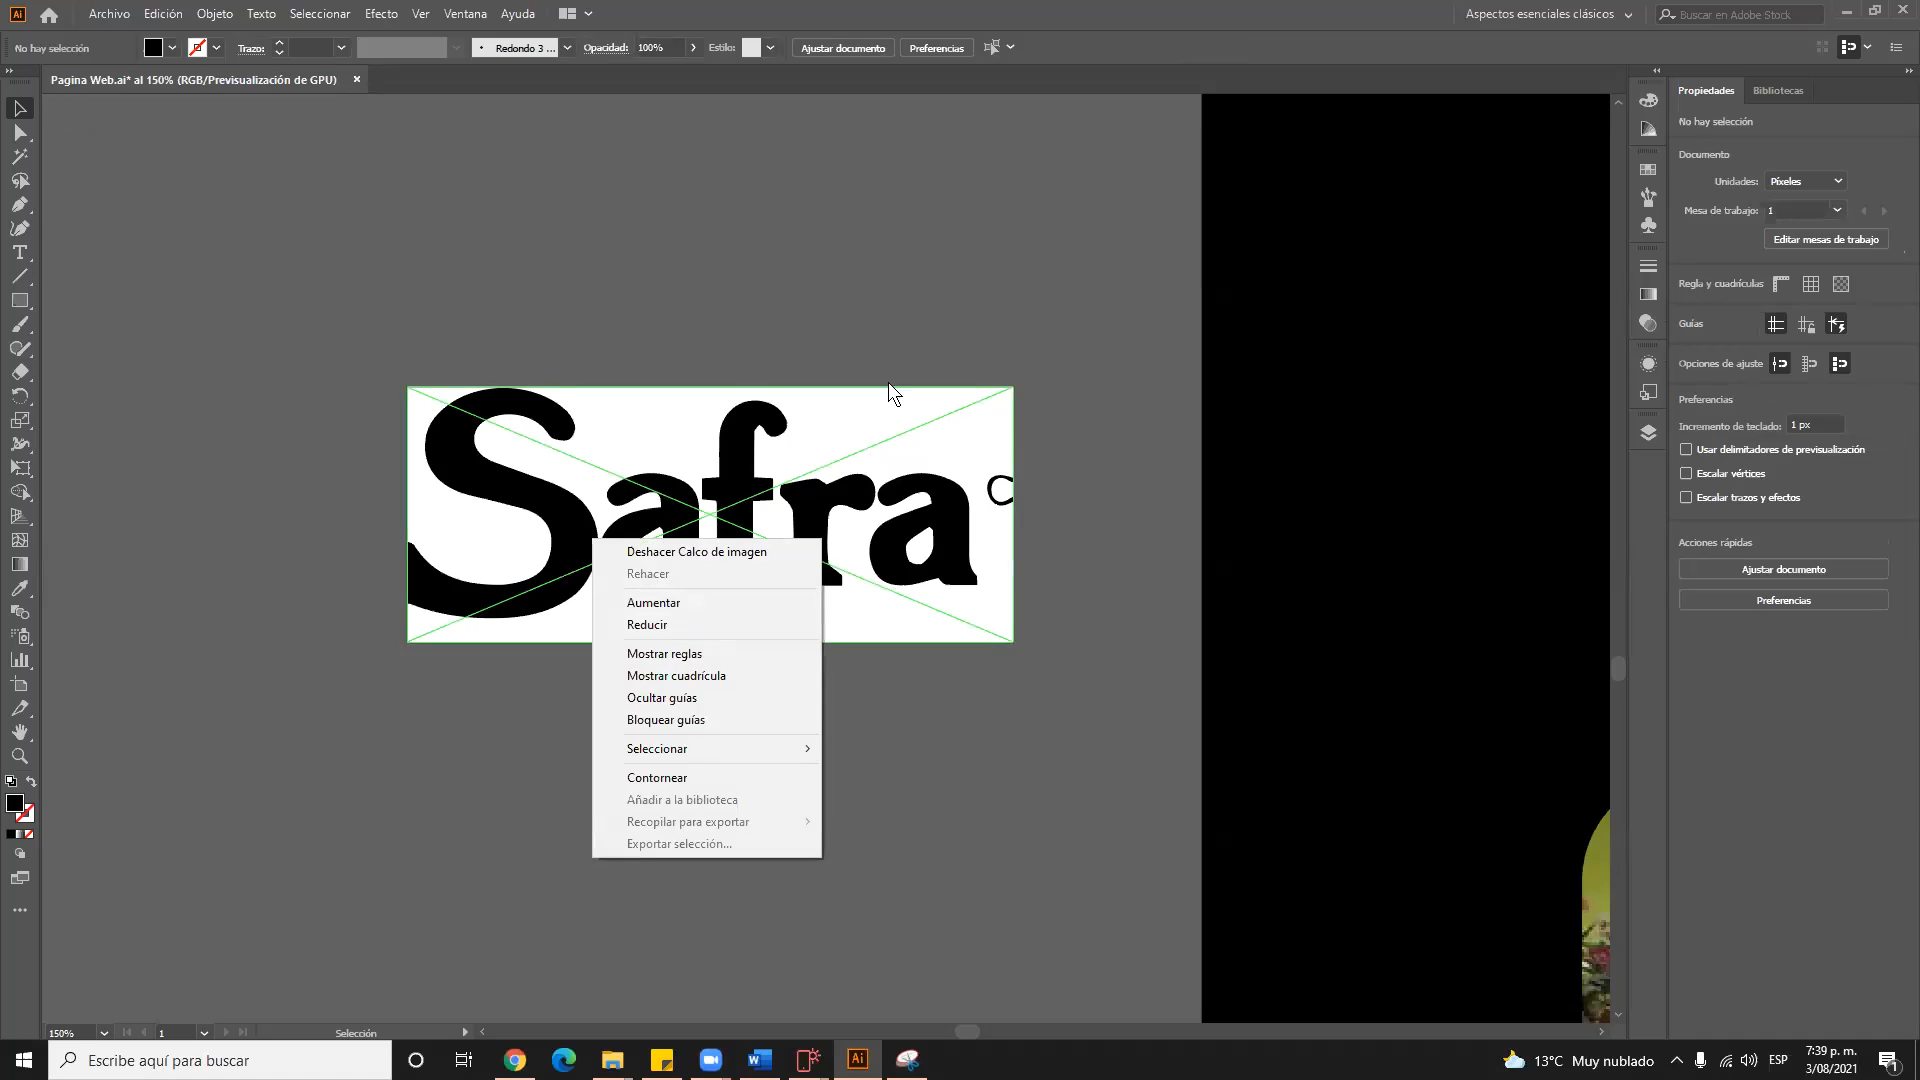 Ai
Archivo Edición Objeto Texto Seleccionar Efecto Ver Ventana Ayuda
Aspectos esenciales clásicos
Buscar en Adobe Stock
No hay selección
Trazo:
Redondo 3 ...
Opacidad: 100%
Estilo:
Ajustar documento
Preferencias
Pagina Web.ai* al 150% (RGB/Previsualización de GPU)
Propiedades Bibliotecas
No hay selección
Documento
Unidades: Píxeles
Mesa de trabajo: 1
Editar mesas de trabajo
Regla y cuadrículas
Guías
Opciones de ajuste
Preferencias
Incremento de teclado: 1 px
Usar delimitadores de previsualización
Escalar vértices
Escalar trazos y efectos
Acciones rápidas
Ajustar documento
Preferencias
Safra
Deshacer Calco de imagen
Rehacer
Aumentar
Reducir
Mostrar reglas
Mostrar cuadrícula
Ocultar guías
Bloquear guías
Seleccionar
Contornear
Añadir a la biblioteca
Recopilar para exportar
Exportar selección...
150%
1
Selección
Escribe aquí para buscar
Ai
13°C Muy nublado
ESP
7:39 p. m.
3/08/2021
1